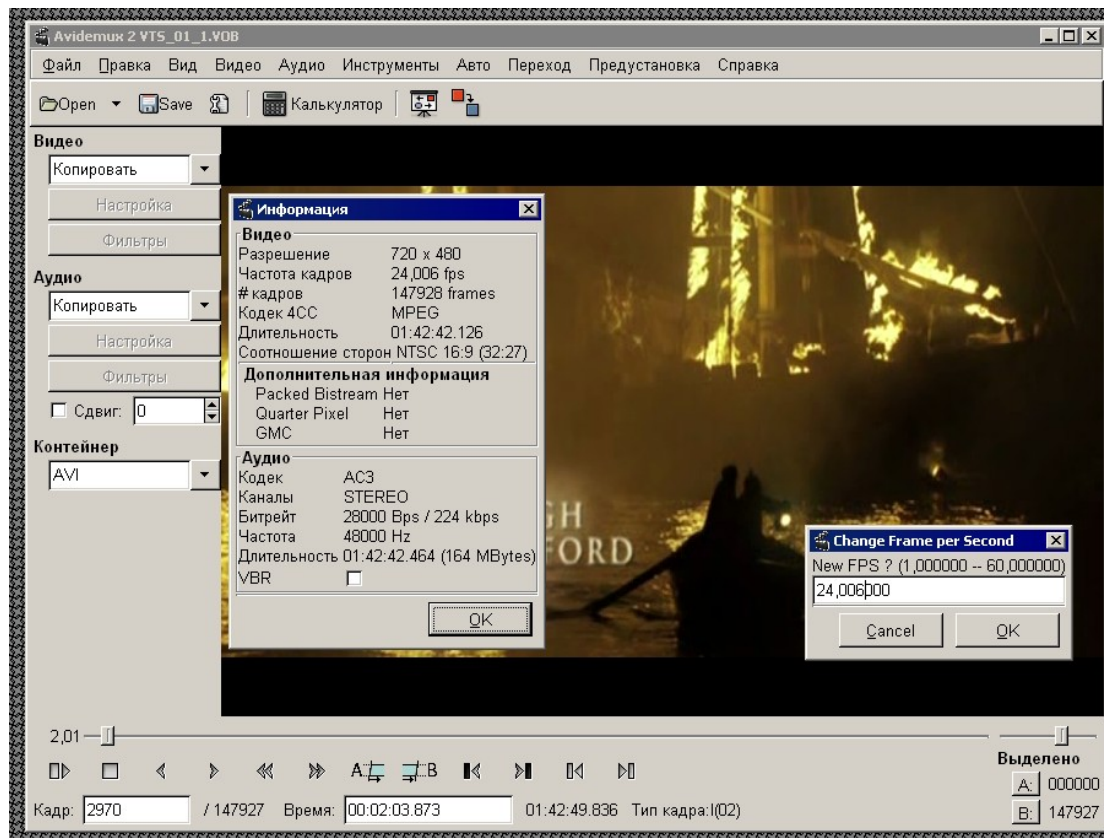 Avidemux 2 VTS_01_1.VOB
Файл Правка Вид Видео Аудио Инструменты Авто Переход Предустановка Справка
Open Save Калькулятор
Видео
Копировать
Настройка
Фильтры
Аудио
Копировать
Настройка
Фильтры
Сдвиг: 0
Контейнер
AVI
Информация
Видео
Разрешение 720 x 480
Частота кадров 24,006 fps
# кадров 147928 frames
Кодек 4CC MPEG
Длительность 01:42:42.126
Соотношение сторон NTSC 16:9 (32:27)
Дополнительная информация
Packed Bistream Нет
Quarter Pixel Нет
GMC Нет
Аудио
Кодек AC3
Каналы STEREO
Битрейт 28000 Bps / 224 kbps
Частота 48000 Hz
Длительность 01:42:42.464 (164 MBytes)
VBR
OK
GH
FORD
Change Frame per Second
New FPS ? (1,000000 -- 60,000000)
24,006000
Cancel OK
2,01
A: :B
Выделено
A: 000000
Кадр: 2970 / 147927 Время: 00:02:03.873 01:42:49.836 Тип кадра:I(02)
B: 147927